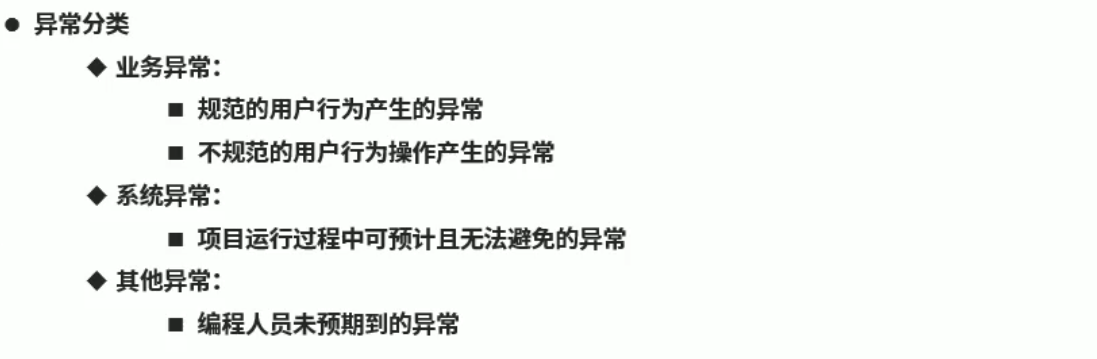 ● 异常分类
◆ 业务异常：
■ 规范的用户行为产生的异常
■ 不规范的用户行为操作产生的异常
◆ 系统异常：
■ 项目运行过程中可预计且无法避免的异常
◆ 其他异常：
■ 编程人员未预期到的异常